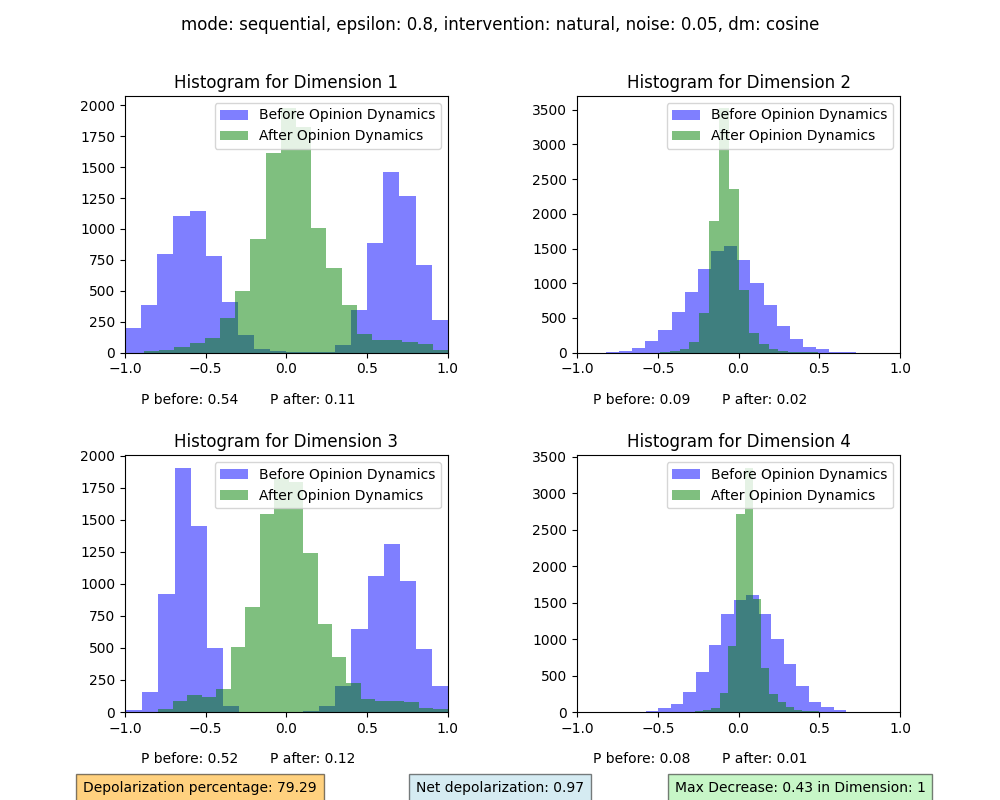 mode: sequential, epsilon: 0.8, intervention: natural, noise: 0.05, dm: cosine
Histogram for Dimension 1
Before Opinion Dynamics
After Opinion Dynamics
2000
1750
1500
1250
1000
750
500
250
0
−1.0 −0.5 0.0 0.5 1.0
P before: 0.54 P after: 0.11
Histogram for Dimension 2
Before Opinion Dynamics
After Opinion Dynamics
3500
3000
2500
2000
1500
1000
500
0
−1.0 −0.5 0.0 0.5 1.0
P before: 0.09 P after: 0.02
Histogram for Dimension 3
Before Opinion Dynamics
After Opinion Dynamics
2000
1750
1500
1250
1000
750
500
250
0
−1.0 −0.5 0.0 0.5 1.0
P before: 0.52 P after: 0.12
Histogram for Dimension 4
Before Opinion Dynamics
After Opinion Dynamics
3500
3000
2500
2000
1500
1000
500
0
−1.0 −0.5 0.0 0.5 1.0
P before: 0.08 P after: 0.01
Depolarization percentage: 79.29
Net depolarization: 0.97
Max Decrease: 0.43 in Dimension: 1